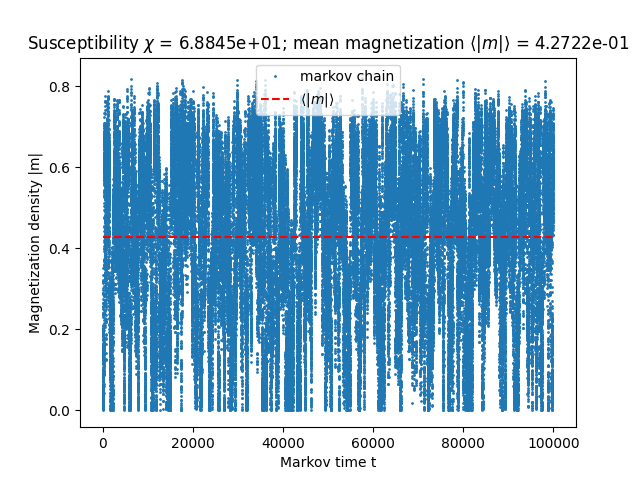 Susceptibility χ = 6.8845e+01; mean magnetization ⟨|m|⟩ = 4.2722e-01
markov chain
⟨|m|⟩
Magnetization density |m|
0.8
0.6
0.4
0.2
0.0
0 20000 40000 60000 80000 100000
Markov time t